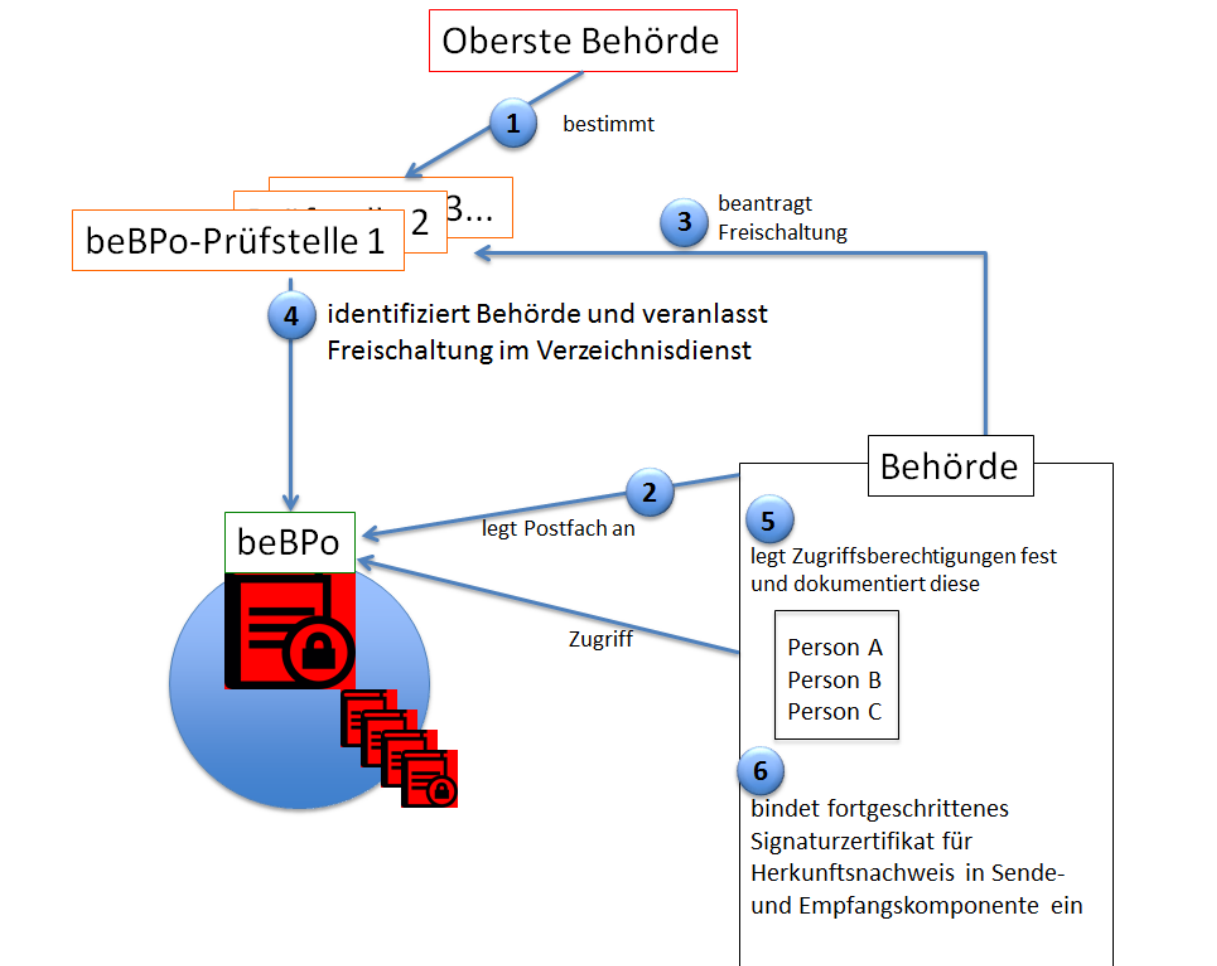 Oberste Behörde
1
bestimmt
3...
2
beBPo-Prüfstelle 1
3
beantragt
Freischaltung
4
identifiziert Behörde und veranlasst
Freischaltung im Verzeichnisdienst
Behörde
2
legt Postfach an
5
legt Zugriffsberechtigungen fest
und dokumentiert diese
beBPo
Zugriff
Person A
Person B
Person C
6
bindet fortgeschrittenes
Signaturzertifikat für
Herkunftsnachweis in Sende-
und Empfangskomponente ein